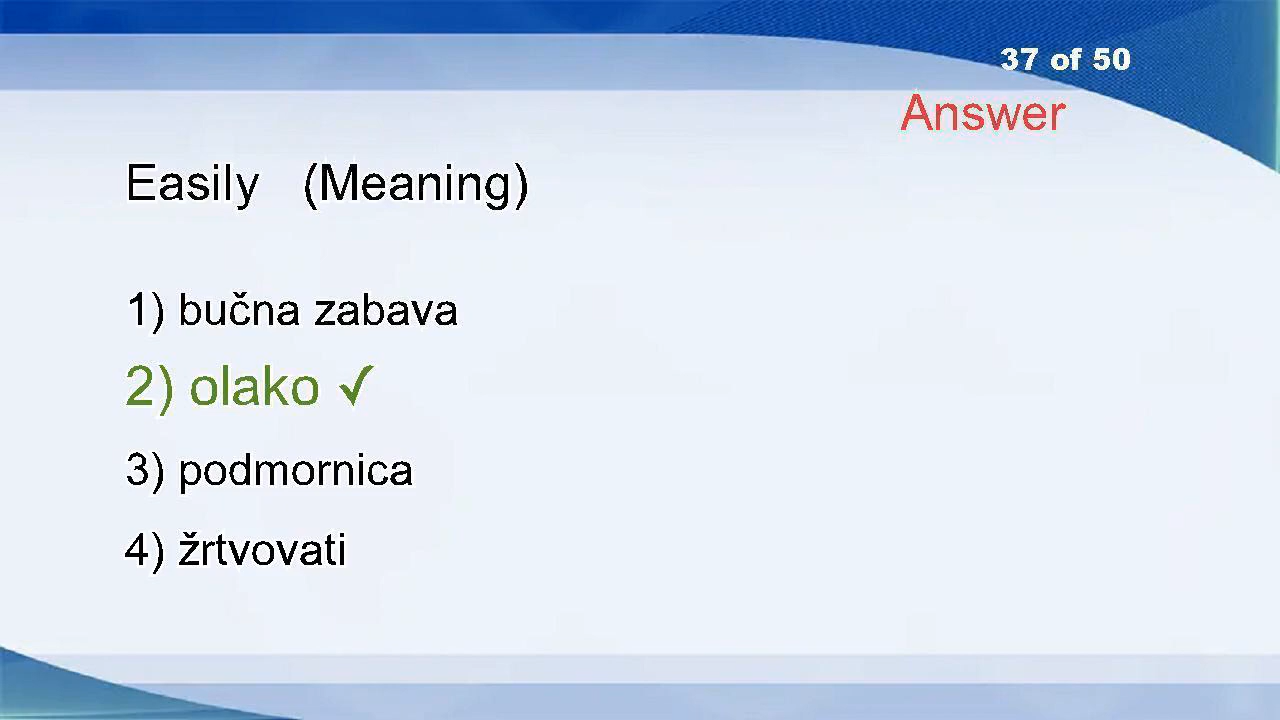 37 of 50
Answer
Easily (Meaning)
1) bučna zabava
2) olako ✓
3) podmornica
4) žrtvovati